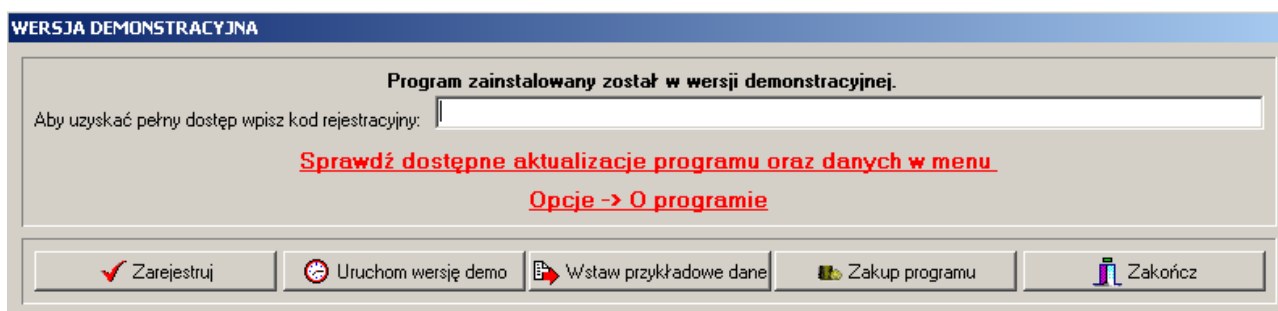 WERSJA DEMONSTRACYJNA
Program zainstalowany został w wersji demonstracyjnej.
Aby uzyskać pełny dostęp wpisz kod rejestracyjny:
Sprawdź dostępne aktualizacje programu oraz danych w menu
Opcje -> O programie
Zarejestruj
Uruchom wersję demo
Wstaw przykładowe dane
Zakup programu
Zakończ